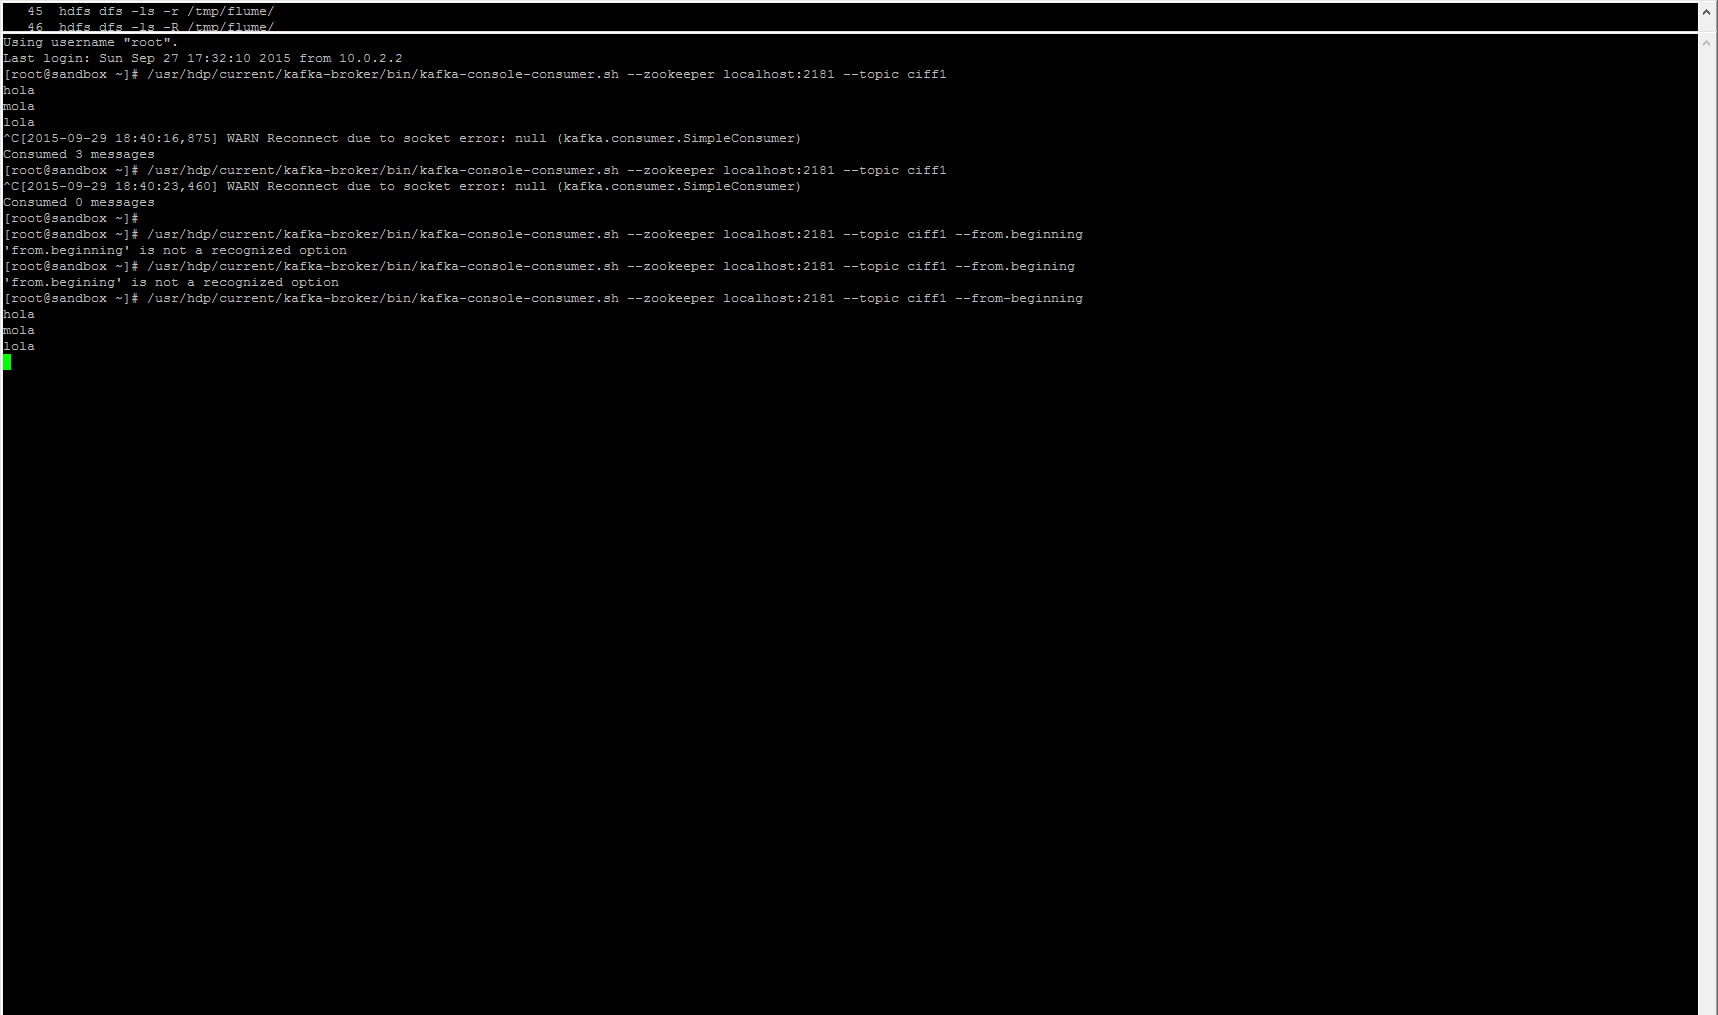 45  hdfs dfs -ls -r /tmp/flume/
46  hdfs dfs -ls -R /tmp/flume/
Using username "root".
Last login: Sun Sep 27 17:32:10 2015 from 10.0.2.2
[root@sandbox ~]# /usr/hdp/current/kafka-broker/bin/kafka-console-consumer.sh --zookeeper localhost:2181 --topic ciff1
hola
mola
lola
^C[2015-09-29 18:40:16,875] WARN Reconnect due to socket error: null (kafka.consumer.SimpleConsumer)
Consumed 3 messages
[root@sandbox ~]# /usr/hdp/current/kafka-broker/bin/kafka-console-consumer.sh --zookeeper localhost:2181 --topic ciff1
^C[2015-09-29 18:40:23,460] WARN Reconnect due to socket error: null (kafka.consumer.SimpleConsumer)
Consumed 0 messages
[root@sandbox ~]#
[root@sandbox ~]# /usr/hdp/current/kafka-broker/bin/kafka-console-consumer.sh --zookeeper localhost:2181 --topic ciff1 --from.beginning
'from.beginning' is not a recognized option
[root@sandbox ~]# /usr/hdp/current/kafka-broker/bin/kafka-console-consumer.sh --zookeeper localhost:2181 --topic ciff1 --from.begining
'from.begining' is not a recognized option
[root@sandbox ~]# /usr/hdp/current/kafka-broker/bin/kafka-console-consumer.sh --zookeeper localhost:2181 --topic ciff1 --from-beginning
hola
mola
lola